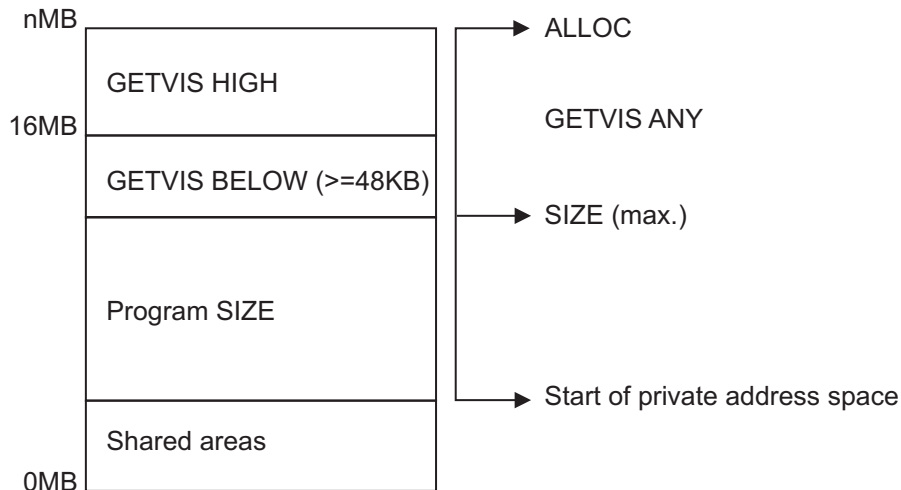 nMB
ALLOC
GETVIS HIGH
16MB
GETVIS ANY
GETVIS BELOW (>=48KB)
SIZE (max.)
Program SIZE
Start of private address space
Shared areas
0MB